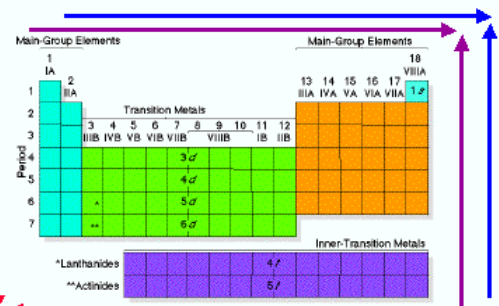 Main-Group Elements
Main-Group Elements
1
IA
18
VIIIA
2
IIA
13 14 15 16 17
IIIA IVA VA VIA VIIA
1s
Transition Metals
3 4 5 6 7 8 9 10 11 12
IIIB IVB VB VIB VIIB VIIIB IB IIB
Period
1
2
3
4
5
6
7
3d
4d
5d
6d
*
**
Inner-Transition Metals
*Lanthanides
4f
**Actinides
5f